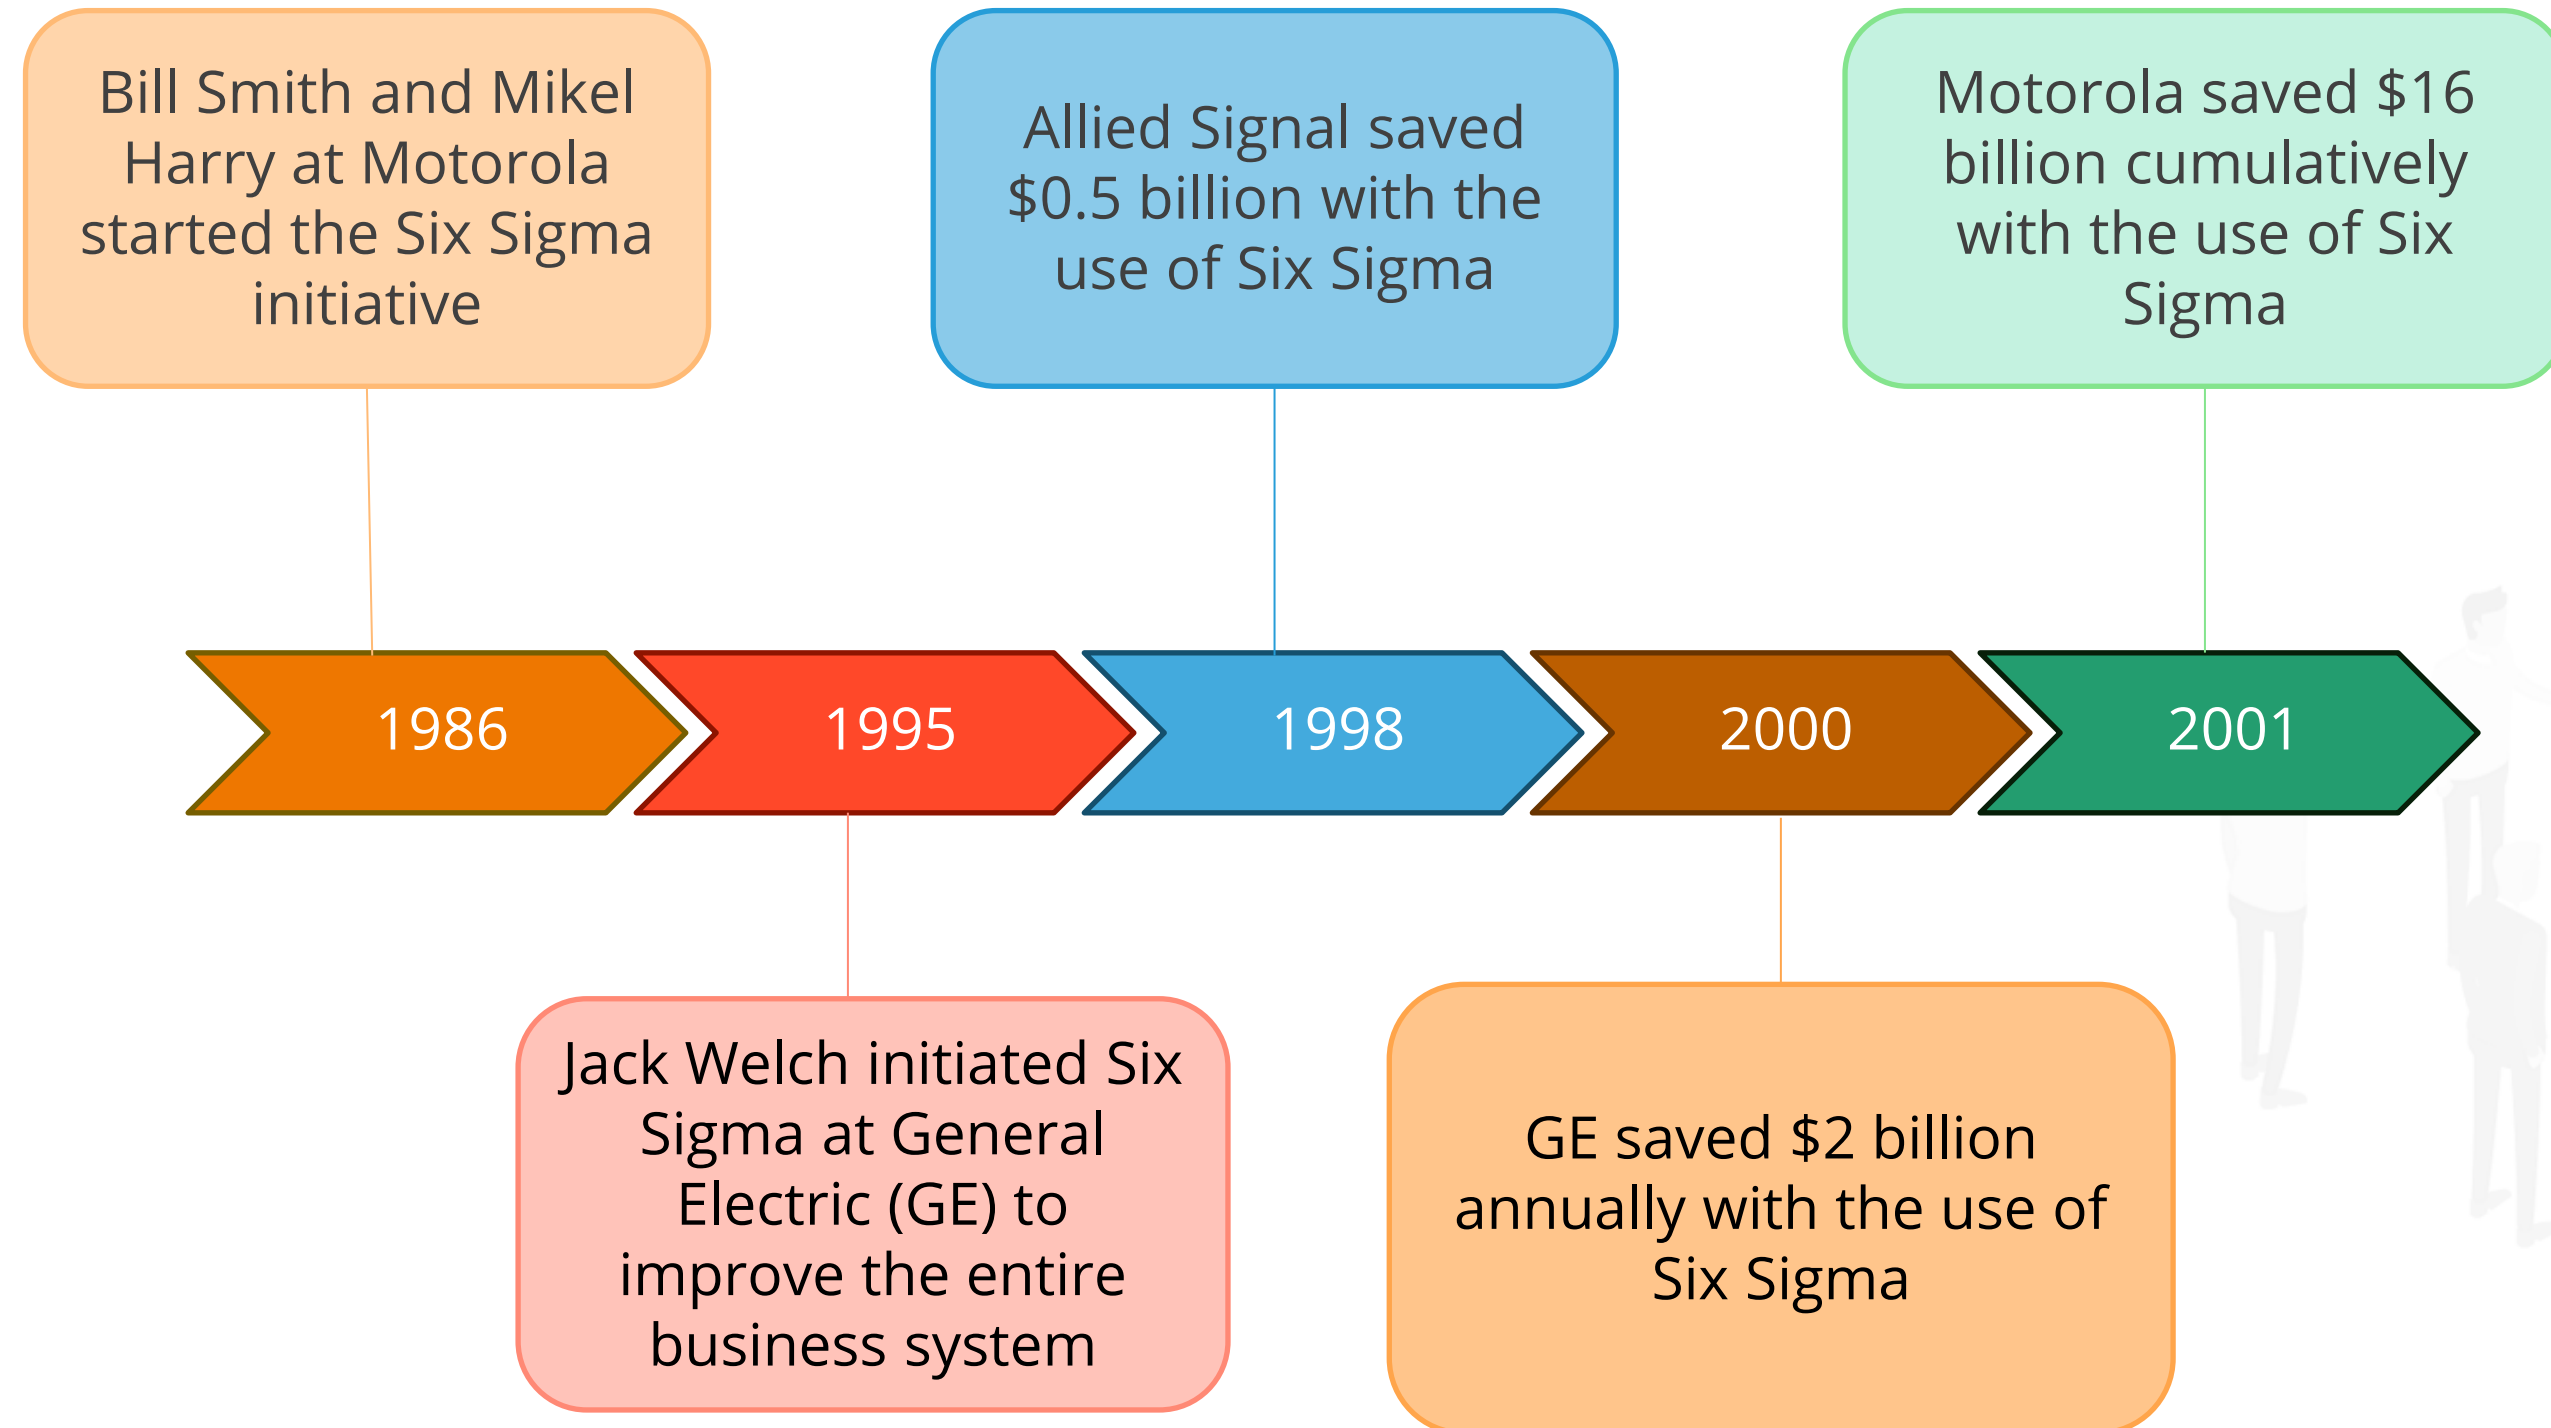 Bill Smith and Mikel
Harry at Motorola
started the Six Sigma
initiative
Allied Signal saved
$0.5 billion with the
use of Six Sigma
Motorola saved $16
billion cumulatively
with the use of Six
Sigma
1986
1995
1998
2000
2001
Jack Welch initiated Six
Sigma at General
Electric (GE) to
improve the entire
business system
GE saved $2 billion
annually with the use of
Six Sigma